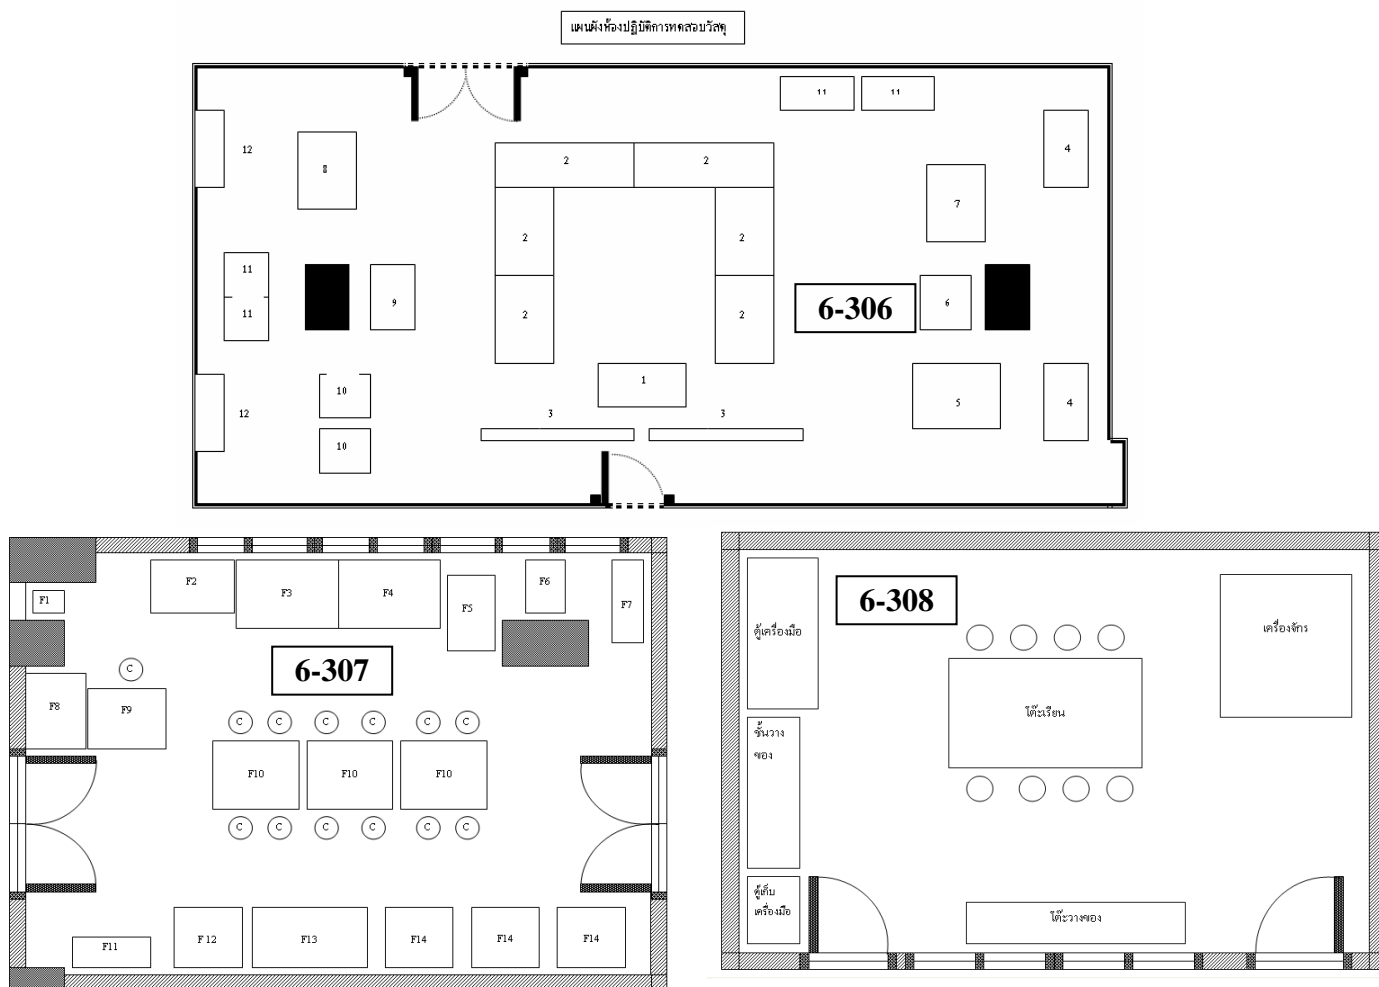 แผนผังห้องปฏิบัติการทดสอบวัสดุ
11 11
12 8 2 2 4
7
2 2
11 9 6-306 6
11 2 2
1
10 5 4
12 3 3
10
6-308
F1 F2 F3 F4 F5 F6 F7
6-307
C
F8 F9
C C C C C C
F10 F10 F10
C C C C C C
F11 F12 F13 F14 F14 F14
ตู้เครื่องมือ
เครื่องจักร
โต๊ะเรียน
ชั้นวาง
ของ
ตู้เก็บ
เครื่องมือ
โต๊ะวางของ